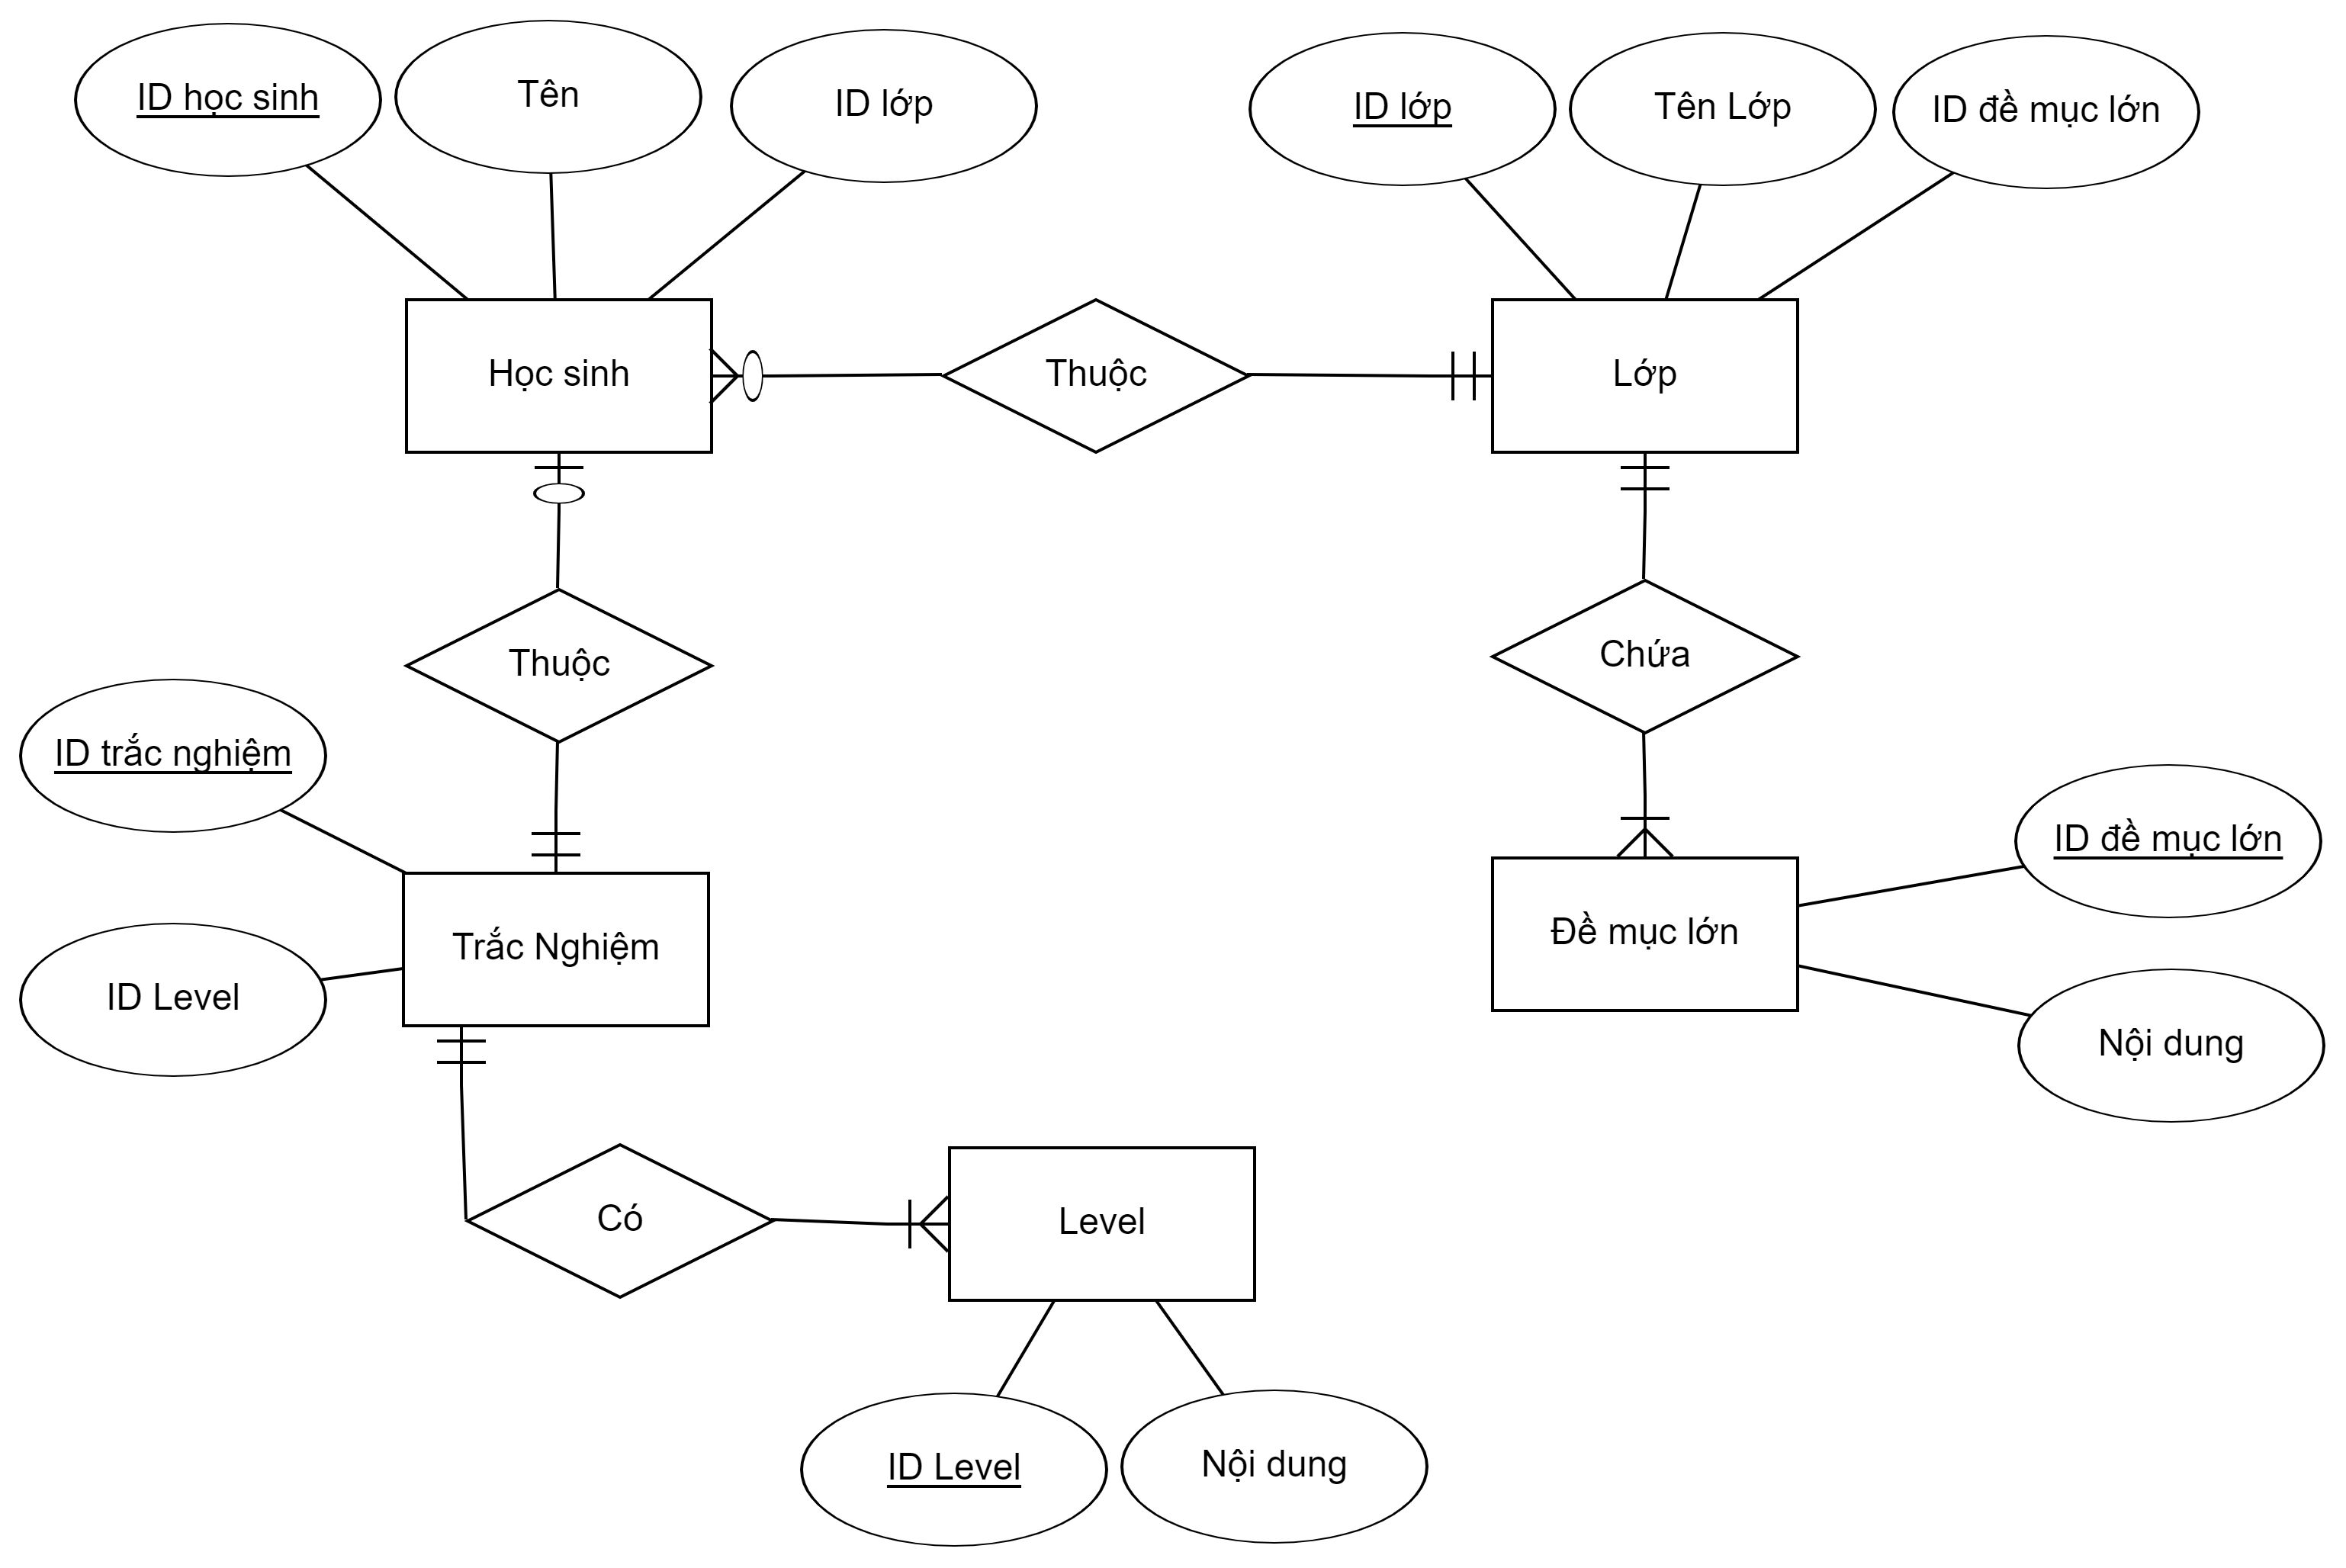 ID học sinh
Tên
ID lớp
ID lớp
Tên Lớp
ID đề mục lớn
Học sinh
Thuộc
Lớp
Thuộc
Chứa
ID trắc nghiệm
ID đề mục lớn
Trắc Nghiệm
Đề mục lớn
ID Level
Nội dung
Có
Level
ID Level
Nội dung